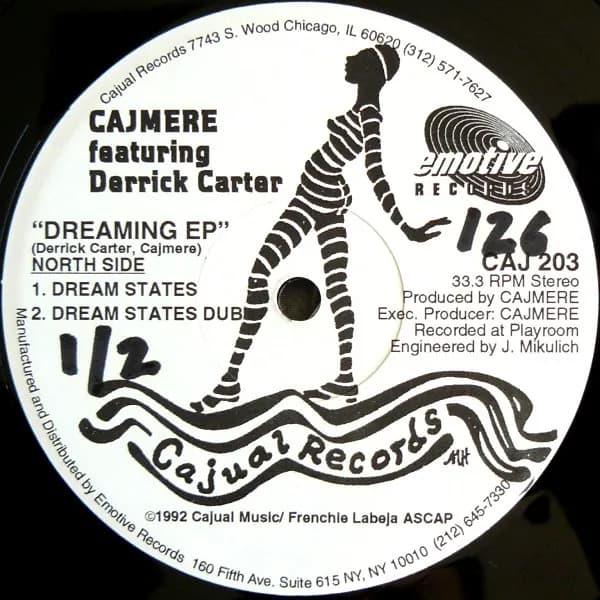 Cajual Records 7743 S. Wood Chicago, IL 60620 (312) 571-7627
CAJMERE
featuring
Derrick Carter
emotive
RECORDS
126
"DREAMING EP"
(Derrick Carter, Cajmere)
NORTH SIDE
1. DREAM STATES
2. DREAM STATES DUB
1/2
CAJ 203
33.3 RPM Stereo
Produced by CAJMERE
Exec. Producer: CAJMERE
Recorded at Playroom
Engineered by J. Mikulich
Cajual Records
MH
©1992 Cajual Music/ Frenchie Labeja ASCAP
Manufactured and Distributed by Emotive Records 160 Fifth Ave. Suite 615 NY, NY 10010 (212) 645-7330